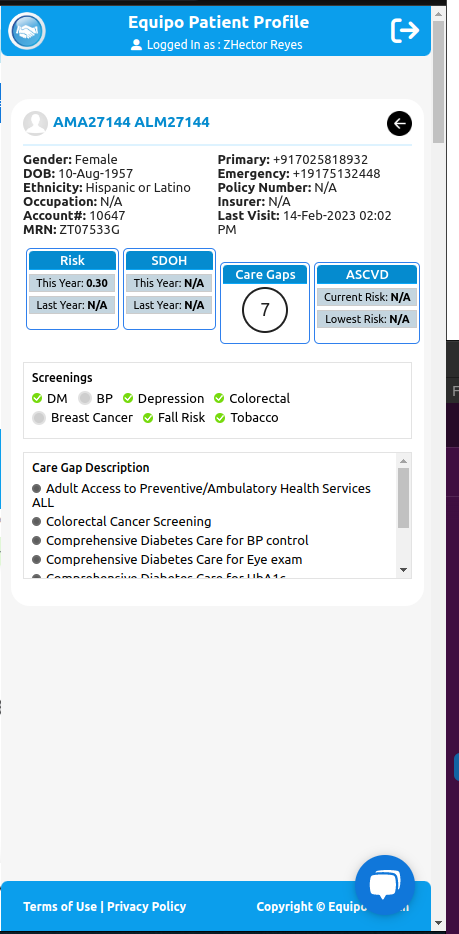 Equipo Patient Profile
Logged In as : ZHector Reyes
AMA27144 ALM27144
Gender: Female
DOB: 10-Aug-1957
Ethnicity: Hispanic or Latino
Occupation: N/A
Account#: 10647
MRN: ZT07533G
Primary: +917025818932
Emergency: +19175132448
Policy Number: N/A
Insurer: N/A
Last Visit: 14-Feb-2023 02:02
PM
Risk
This Year: 0.30
Last Year: N/A
SDOH
This Year: N/A
Last Year: N/A
Care Gaps
7
ASCVD
Current Risk: N/A
Lowest Risk: N/A
Screenings
DM BP Depression Colorectal
Breast Cancer Fall Risk Tobacco
Care Gap Description
Adult Access to Preventive/Ambulatory Health Services
ALL
Colorectal Cancer Screening
Comprehensive Diabetes Care for BP control
Comprehensive Diabetes Care for Eye exam
Comprehensive Diabetes Care for HbA1c
Terms of Use | Privacy Policy
Copyright © Equipo